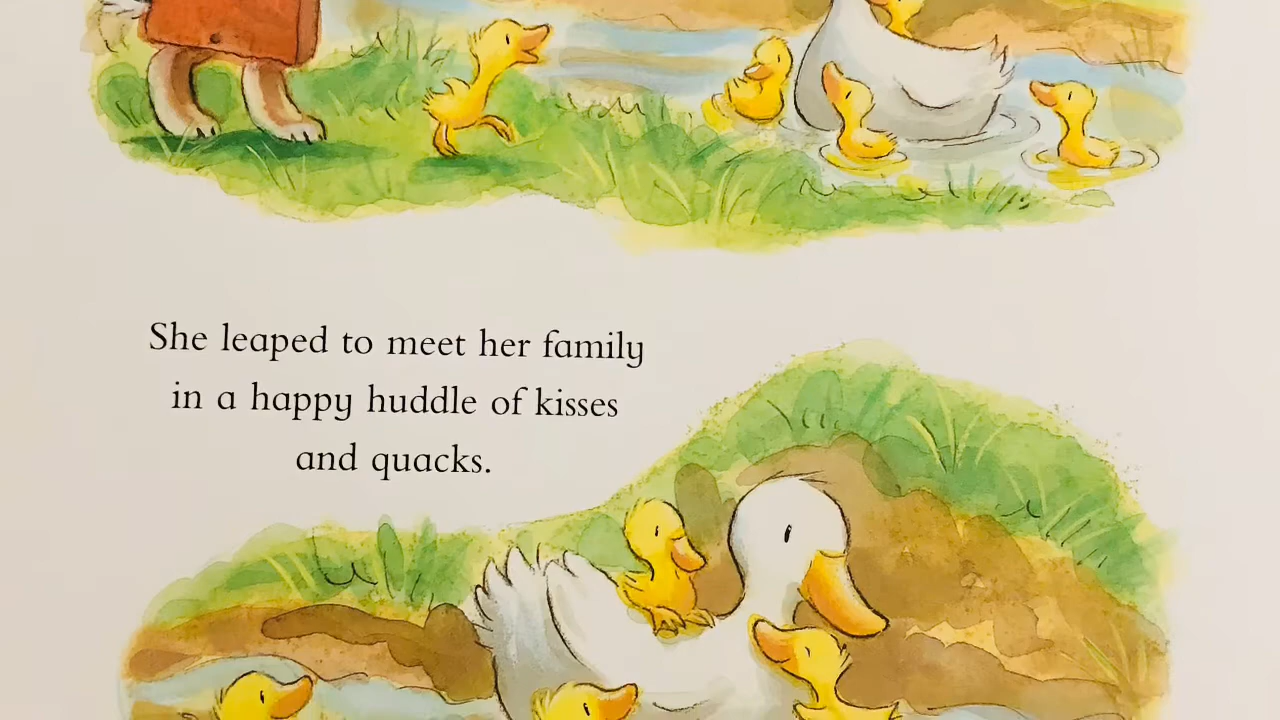 She leaped to meet her family
in a happy huddle of kisses
and quacks.